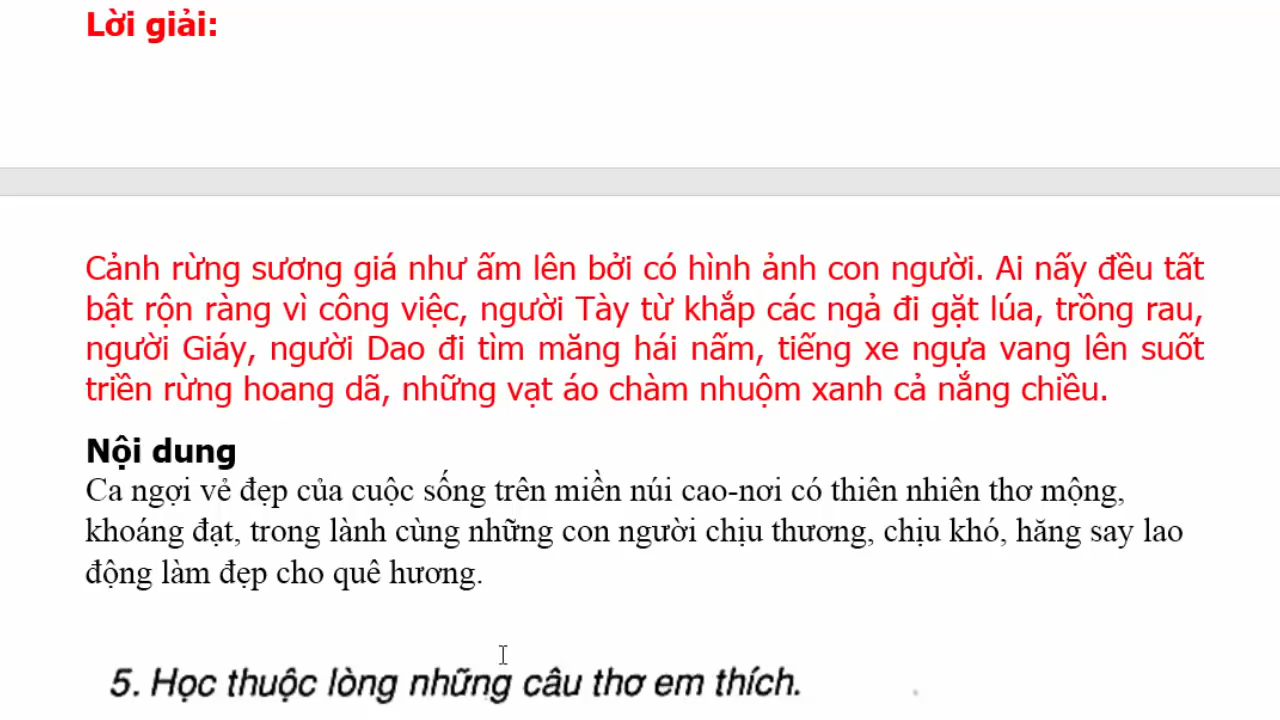 Lời giải:
Cảnh rừng sương giá như ấm lên bởi có hình ảnh con người. Ai nấy đều tất
bật rộn ràng vì công việc, người Tày từ khắp các ngả đi gặt lúa, trồng rau,
người Giáy, người Dao đi tìm măng hái nấm, tiếng xe ngựa vang lên suốt
triền rừng hoang dã, những vạt áo chàm nhuộm xanh cả nắng chiều.
Nội dung
Ca ngợi vẻ đẹp của cuộc sống trên miền núi cao-nơi có thiên nhiên thơ mộng,
khoáng đạt, trong lành cùng những con người chịu thương, chịu khó, hăng say lao
động làm đẹp cho quê hương.
5. Học thuộc lòng những câu thơ em thích.